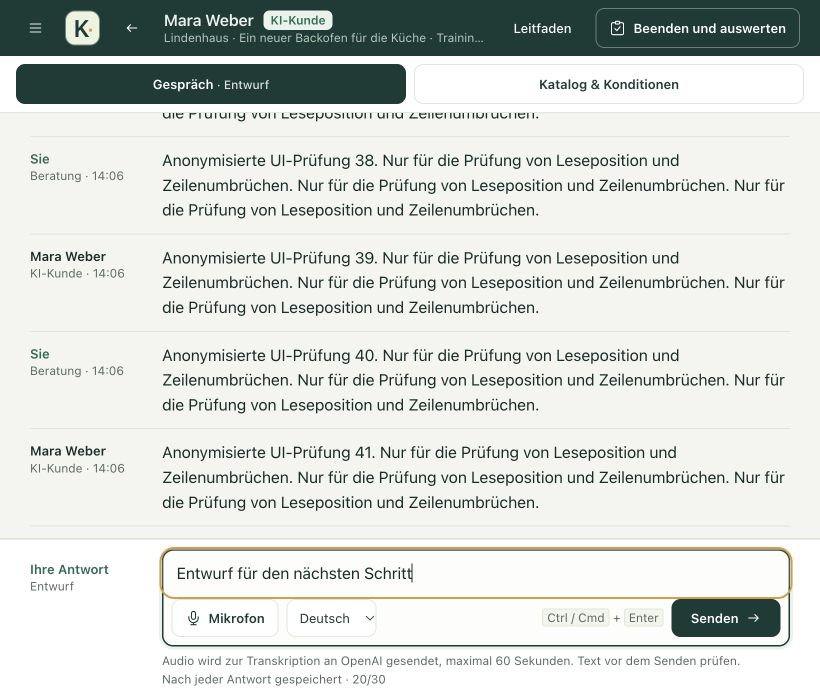 K
Mara Weber KI-Kunde
Lindenhaus · Ein neuer Backofen für die Küche · Trainin…
Leitfaden
Beenden und auswerten
Gespräch · Entwurf
Katalog & Konditionen
die Prüfung von Leseposition und Zeilenumbrüchen.
Sie
Beratung · 14:06
Anonymisierte UI-Prüfung 38. Nur für die Prüfung von Leseposition und
Zeilenumbrüchen. Nur für die Prüfung von Leseposition und Zeilenumbrüchen. Nur für
die Prüfung von Leseposition und Zeilenumbrüchen.
Mara Weber
KI-Kunde · 14:06
Anonymisierte UI-Prüfung 39. Nur für die Prüfung von Leseposition und
Zeilenumbrüchen. Nur für die Prüfung von Leseposition und Zeilenumbrüchen. Nur für
die Prüfung von Leseposition und Zeilenumbrüchen.
Sie
Beratung · 14:06
Anonymisierte UI-Prüfung 40. Nur für die Prüfung von Leseposition und
Zeilenumbrüchen. Nur für die Prüfung von Leseposition und Zeilenumbrüchen. Nur für
die Prüfung von Leseposition und Zeilenumbrüchen.
Mara Weber
KI-Kunde · 14:06
Anonymisierte UI-Prüfung 41. Nur für die Prüfung von Leseposition und
Zeilenumbrüchen. Nur für die Prüfung von Leseposition und Zeilenumbrüchen. Nur für
die Prüfung von Leseposition und Zeilenumbrüchen.
Ihre Antwort
Entwurf
Entwurf für den nächsten Schritt
Mikrofon
Deutsch
Ctrl / Cmd + Enter
Senden →
Audio wird zur Transkription an OpenAI gesendet, maximal 60 Sekunden. Text vor dem Senden prüfen.
Nach jeder Antwort gespeichert · 20/30